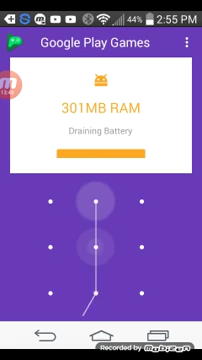 44% 2:55 PM
Google Play Games
301MB RAM
Draining Battery
Recorded by